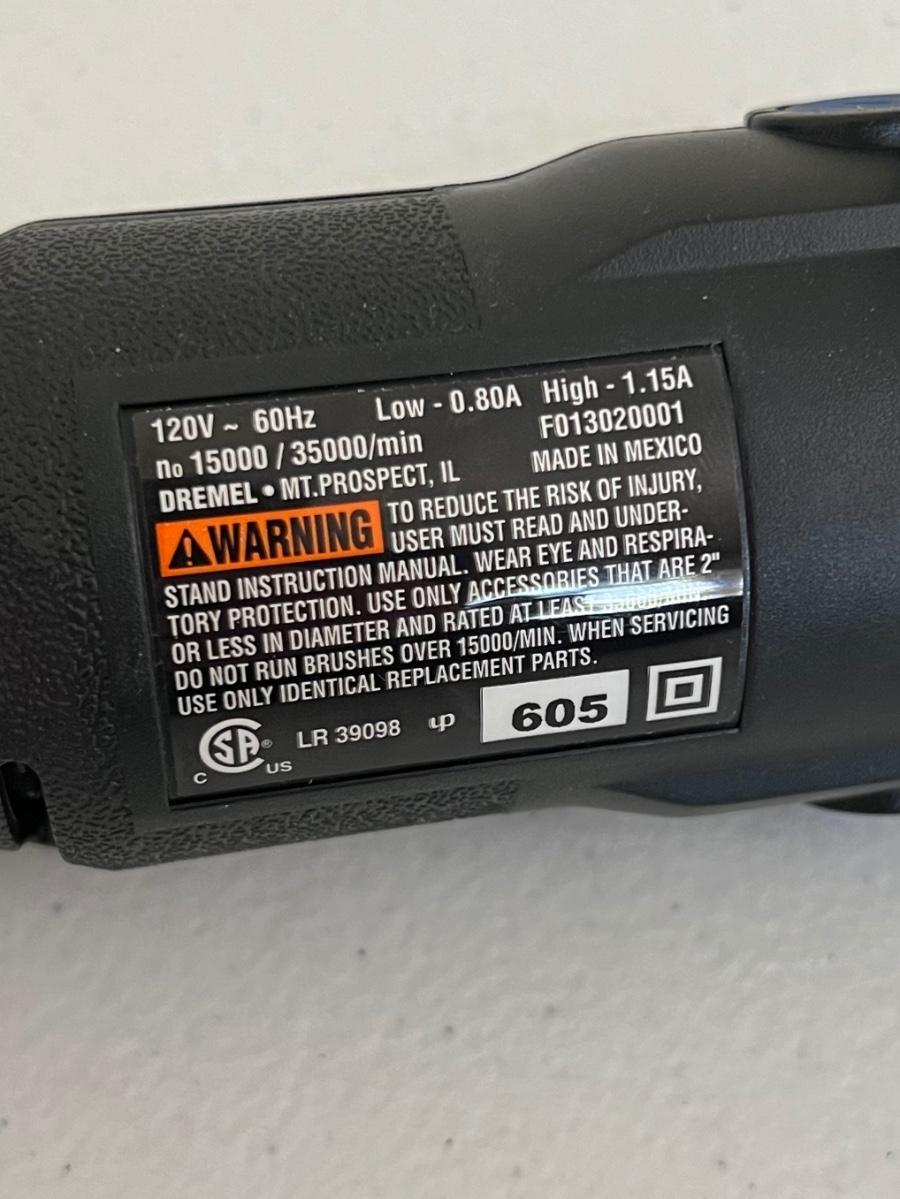 120V ~ 60Hz Low - 0.80A High - 1.15A
no 15000 / 35000/min F013020001
DREMEL • MT.PROSPECT, IL MADE IN MEXICO
⚠WARNING TO REDUCE THE RISK OF INJURY,
USER MUST READ AND UNDER-
STAND INSTRUCTION MANUAL. WEAR EYE AND RESPIRA-
TORY PROTECTION. USE ONLY ACCESSORIES THAT ARE 2"
OR LESS IN DIAMETER AND RATED AT LEAST
DO NOT RUN BRUSHES OVER 15000/MIN. WHEN SERVICING
USE ONLY IDENTICAL REPLACEMENT PARTS.
C SA® US LR 39098 up 605